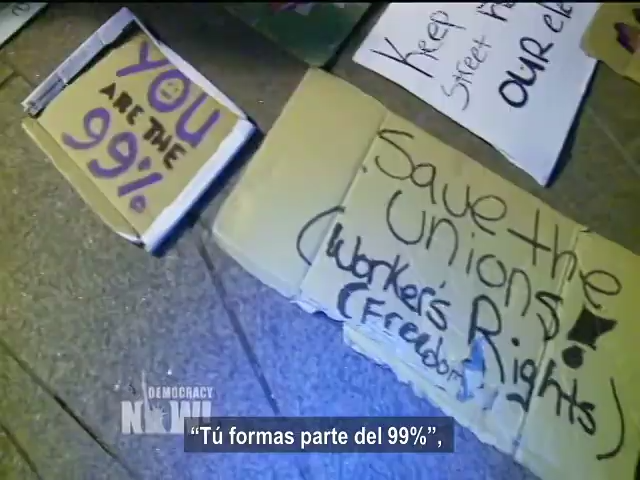 YOU
ARE THE
99%
Keep
Street
OUR
Save the
Unions!
(Worker's Rights)
(Freedom
DEMOCRACY
NOW!
“Tú formas parte del 99%”,